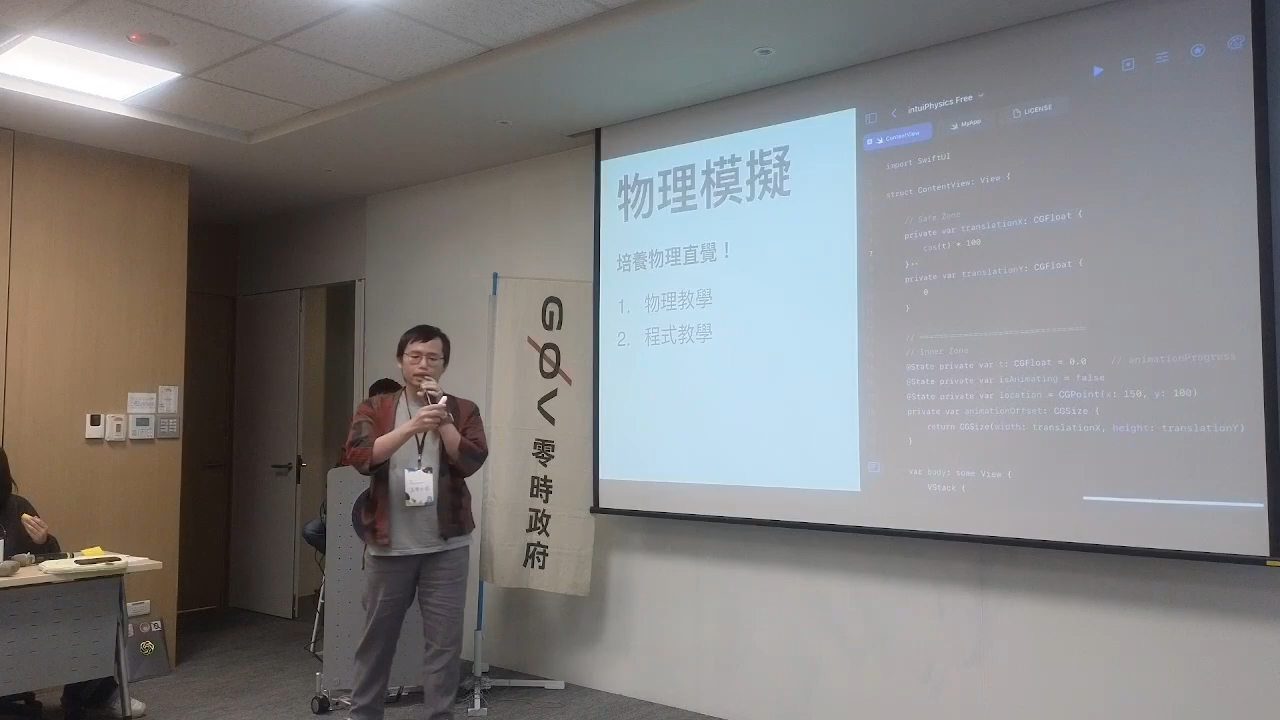 物理模擬
培養物理直覺！
1. 物理教學
2. 程式教學
intuiPhysics Free
ContentView
MyApp
LICENSE
import SwiftUI
struct ContentView: View {
// Safe Zone
private var translationX: CGFloat {
cos(t) * 100
}
private var translationY: CGFloat {
0
}
// ==============================
// Inner Zone
@State private var t: CGFloat = 0.0 // animationProgress
@State private var isAnimating = false
@State private var location = CGPoint(x: 150, y: 100)
private var animationOffset: CGSize {
return CGSize(width: translationX, height: translationY)
}
var body: some View {
VStack {
G0V
零時政府